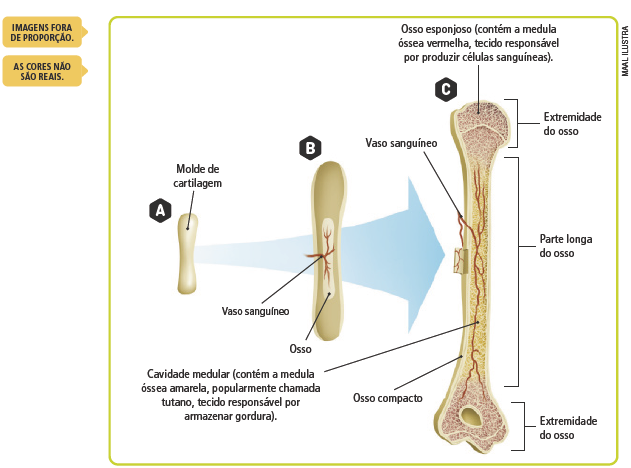 IMAGENS FORA
DE PROPORÇÃO.
AS CORES NÃO
SÃO REAIS.
MAAL ILUSTRA
Osso esponjoso (contém a medula
óssea vermelha, tecido responsável
por produzir células sanguíneas).
C
Extremidade
do osso
Vaso sanguíneo
B
Molde de
cartilagem
A
Parte longa
do osso
Vaso sanguíneo
Osso
Cavidade medular (contém a medula
óssea amarela, popularmente chamada
tutano, tecido responsável por
armazenar gordura).
Osso compacto
Extremidade
do osso